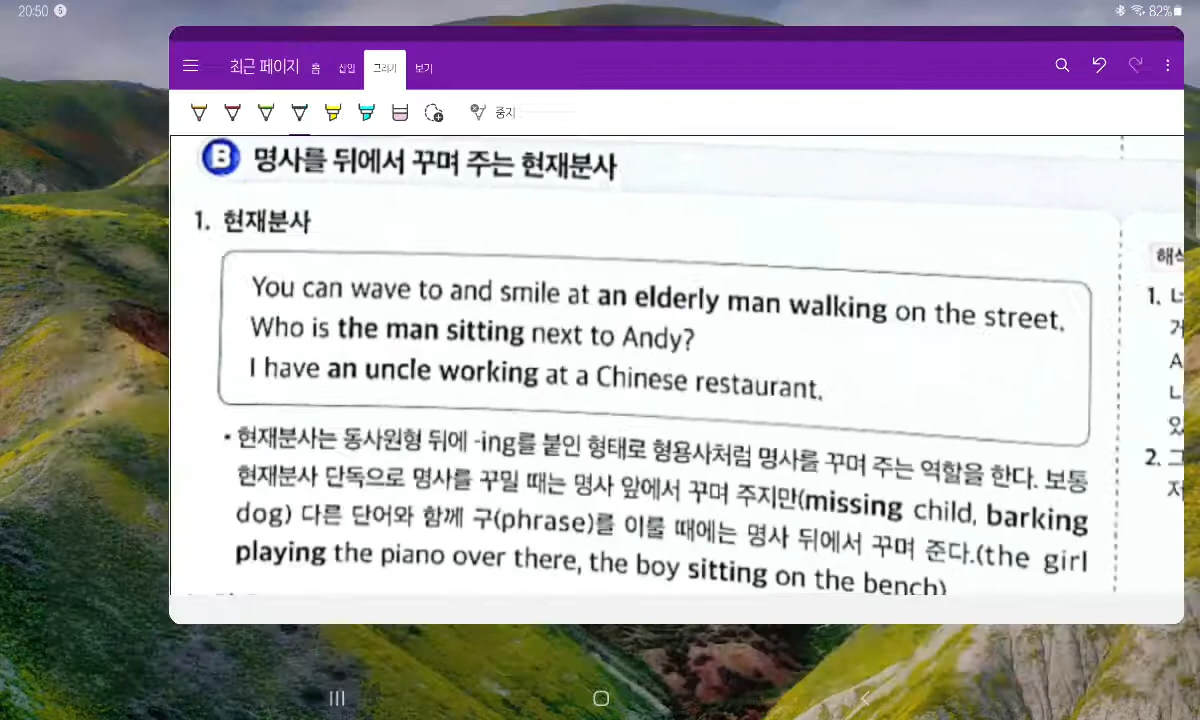 20:50 5
82%
최근 페이지 홈 삽입 그리기 보기
중지
B 명사를 뒤에서 꾸며 주는 현재분사
1. 현재분사
You can wave to and smile at an elderly man walking on the street.
Who is the man sitting next to Andy?
I have an uncle working at a Chinese restaurant.
• 현재분사는 동사원형 뒤에 -ing를 붙인 형태로 형용사처럼 명사를 꾸며 주는 역할을 한다. 보통
현재분사 단독으로 명사를 꾸밀 때는 명사 앞에서 꾸며 주지만(missing child, barking
dog) 다른 단어와 함께 구(phrase)를 이룰 때에는 명사 뒤에서 꾸며 준다.(the girl
playing the piano over there, the boy sitting on the bench)
해석
1. 너
거
A
나
있
2. 그
저